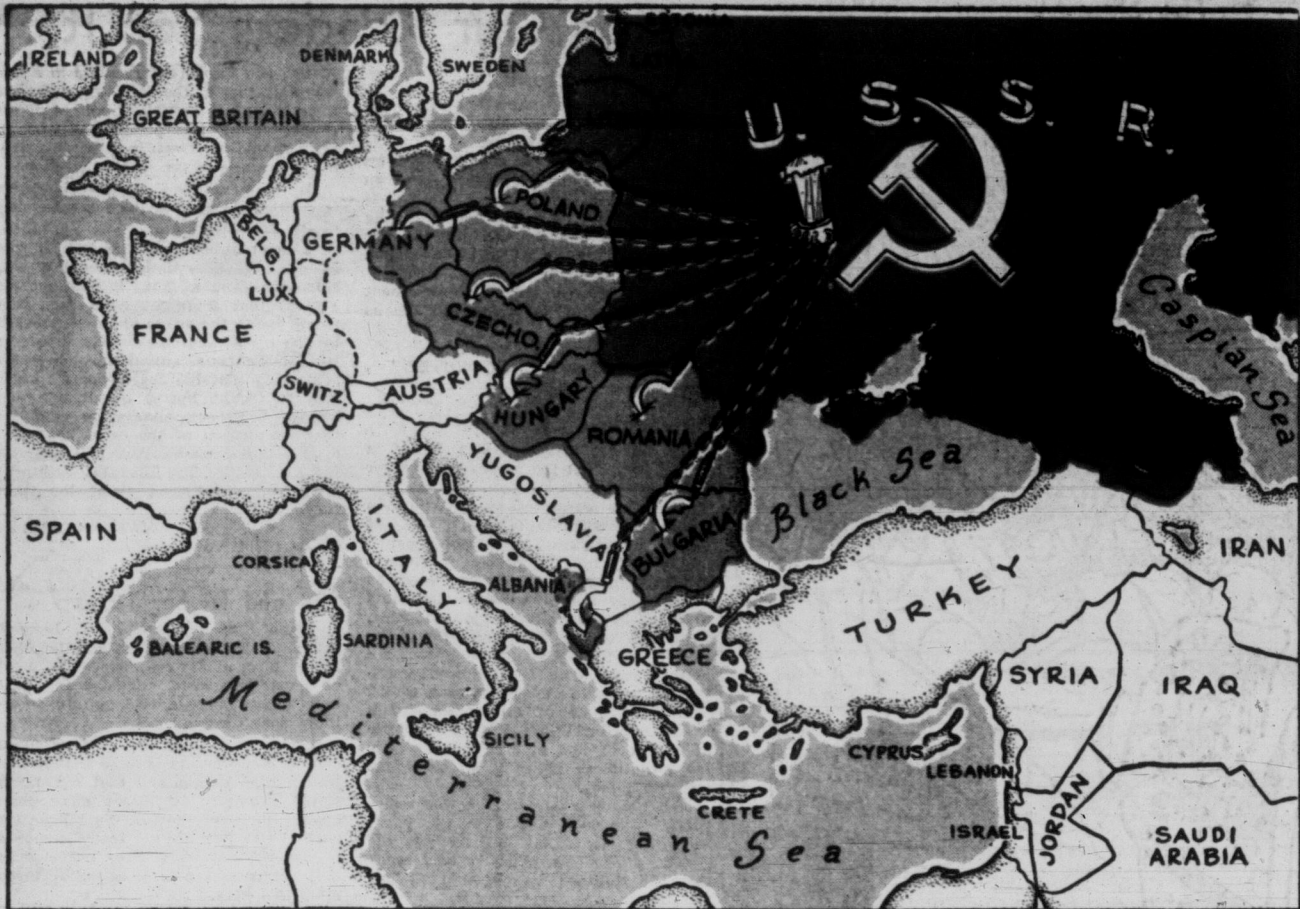 IRELAND
DENMARK
SWEDEN
GREAT BRITAIN
U. S. S. R.
POLAND
BELG.
GERMANY
LUX.
CZECHO.
FRANCE
Caspian Sea
SWITZ.
AUSTRIA
HUNGARY
ROMANIA
YUGOSLAVIA
Black Sea
SPAIN
ITALY
BULGARIA
CORSICA
IRAN
ALBANIA
TURKEY
BALEARIC IS.
SARDINIA
GREECE
SYRIA
IRAQ
Mediterranean Sea
SICILY
CYPRUS
LEBANON
CRETE
ISRAEL
JORDAN
SAUDI
ARABIA